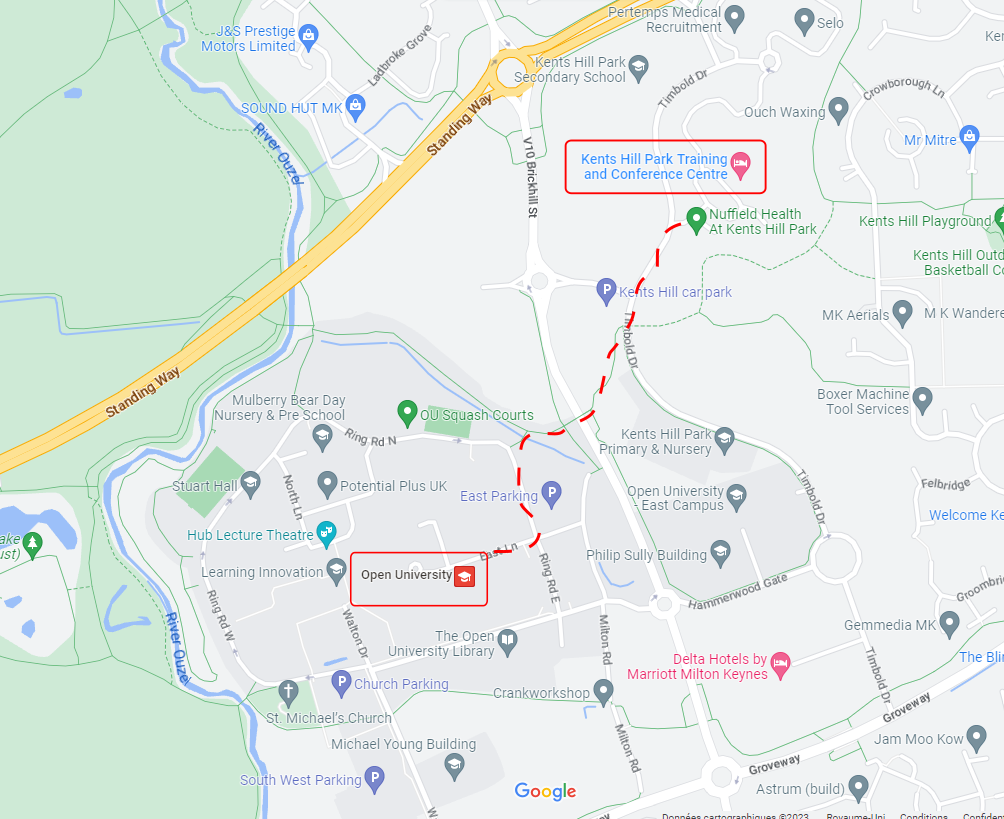 Pertemps Medical
Recruitment
Selo
J&S Prestige
Motors Limited
Ladbroke Grove
Kents Hill Park
Secondary School
Timbold Dr
Crowborough Ln
SOUND HUT MK
Standing Way
Ouch Waxing
River Ouzel
V10 Brickhill St
Mr Mitre
Kents Hill Park Training
and Conference Centre
Nuffield Health
At Kents Hill Park
Kents Hill Playground
Kents Hill Outd
Basketball Co
Kents Hill car park
MK Aerials
M K Wandere
Timbold Dr
Standing Way
Mulberry Bear Day
Nursery & Pre School
OU Squash Courts
Boxer Machine
Tool Services
Ring Rd N
Kents Hill Park
Primary & Nursery
Stuart Hall
North Ln
Potential Plus UK
East Parking
Open University
- East Campus
Timbold Dr
Felbridge
Welcome Ke
Hub Lecture Theatre
East Ln
Philip Sully Building
Learning Innovation
Open University
Ring Rd E
Hammerwood Gate
Groombri
Ring Rd W
Walton Dr
River Ouzel
The Open
University Library
Milton Rd
Gemmedia MK
Delta Hotels by
Marriott Milton Keynes
The Blin
Timbold Dr
Church Parking
Crankworkshop
St. Michael's Church
Groveway
Michael Young Building
Milton Rd
Jam Moo Kow
South West Parking
Groveway
Google
Astrum (build)
Données cartographiques ©2023
Royaume-Uni
Conditions
Confiden